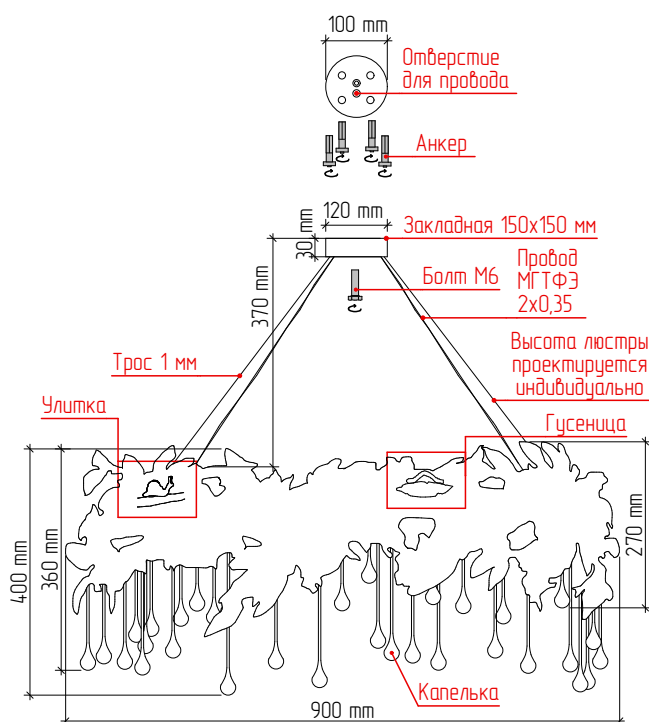 100 mm
Отверстие
для провода
Анкер
120 mm
Закладная 150x150 мм
30 mm
370 mm
Болт М6
Провод
МГТФЭ
2x0,35
Высота люстры
проектируется
индивидуально
Трос 1 мм
Улитка
Гусеница
400 mm
360 mm
270 mm
Капелька
900 mm